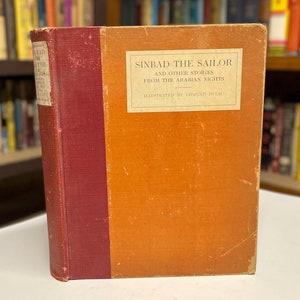 SINBAD THE SAILOR
AND OTHER STORIES
FROM THE ARABIAN NIGHTS
ILLUSTRATED BY EDMUND DULAC